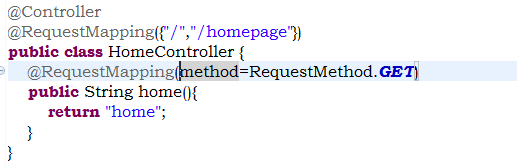 @Controller
@RequestMapping({"/","/homepage"})
public class HomeController {
@RequestMapping(method=RequestMethod.GET)
public String home(){
return "home";
}
}